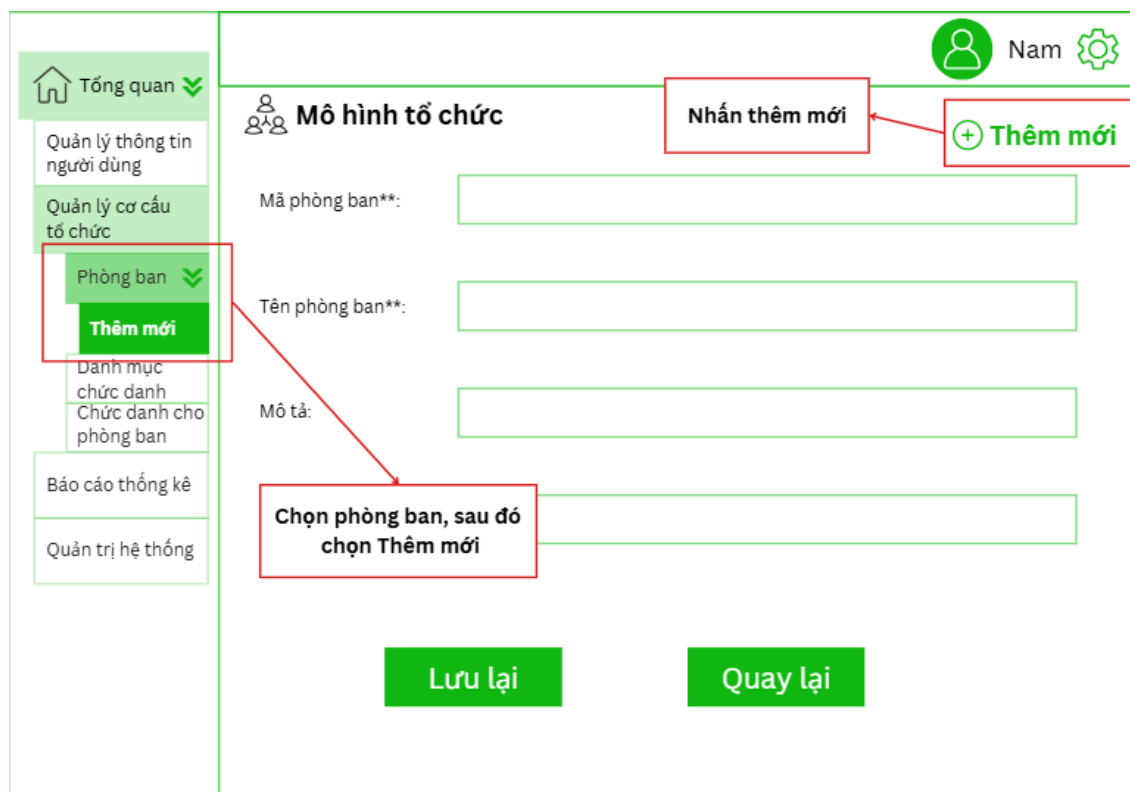 Nam
Tổng quan
Quản lý thông tin
người dùng
Quản lý cơ cấu
tổ chức
Phòng ban
Thêm mới
Danh mục
chức danh
Chức danh cho
phòng ban
Báo cáo thống kê
Quản trị hệ thống
Mô hình tổ chức
Nhấn thêm mới
Thêm mới
Mã phòng ban**:
Tên phòng ban**:
Mô tả:
Chọn phòng ban, sau đó
chọn Thêm mới
Lưu lại
Quay lại